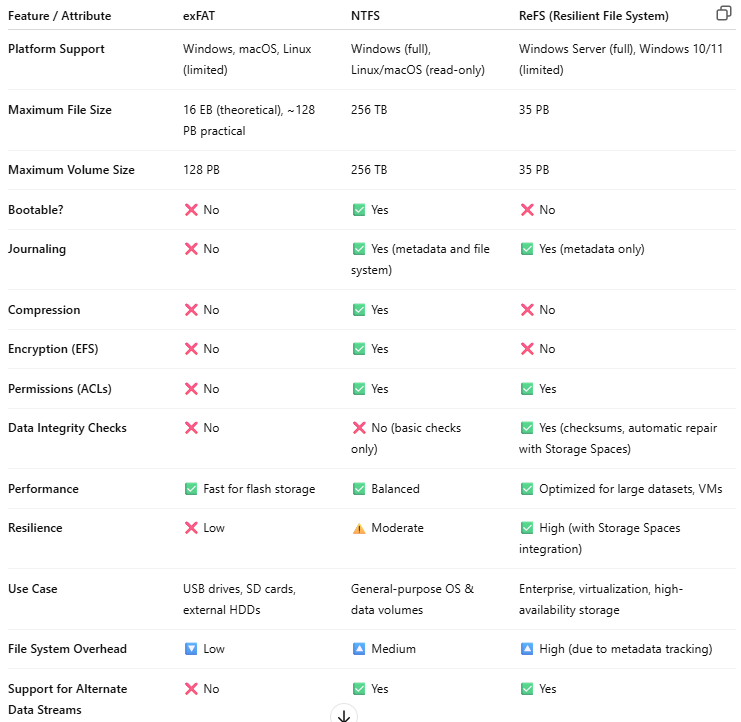 Feature / Attribute exFAT NTFS ReFS (Resilient File System)
Platform Support Windows, macOS, Linux Windows (full), Windows Server (full), Windows 10/11
(limited) Linux/macOS (read-only) (limited)
Maximum File Size 16 EB (theoretical), ~128 256 TB 35 PB
PB practical
Maximum Volume Size 128 PB 256 TB 35 PB
Bootable? ❌ No ✅ Yes ❌ No
Journaling ❌ No ✅ Yes (metadata and file ✅ Yes (metadata only)
system)
Compression ❌ No ✅ Yes ❌ No
Encryption (EFS) ❌ No ✅ Yes ❌ No
Permissions (ACLs) ❌ No ✅ Yes ✅ Yes
Data Integrity Checks ❌ No ❌ No (basic checks ✅ Yes (checksums, automatic repair
only) with Storage Spaces)
Performance ✅ Fast for flash storage ✅ Balanced ✅ Optimized for large datasets, VMs
Resilience ❌ Low ⚠️ Moderate ✅ High (with Storage Spaces
integration)
Use Case USB drives, SD cards, General-purpose OS & Enterprise, virtualization, high-
external HDDs data volumes availability storage
File System Overhead 🔽 Low 🔼 Medium 🔼 High (due to metadata tracking)
Support for Alternate ❌ No ✅ Yes ✅ Yes
Data Streams